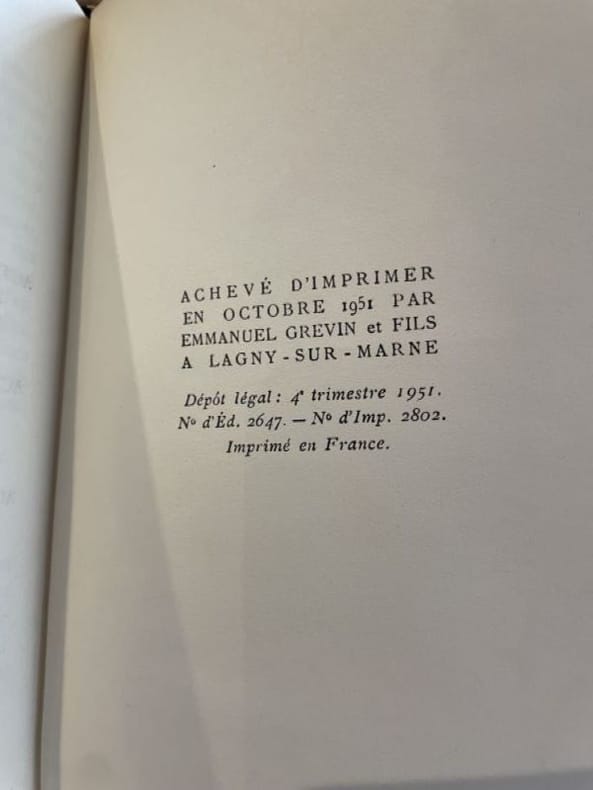 ACHEVÉ D'IMPRIMER
EN OCTOBRE 1951 PAR
EMMANUEL GREVIN et FILS
A LAGNY-SUR-MARNE
Dépôt légal : 4e trimestre 1951.
No d'Éd. 2647. — No d'Imp. 2802.
Imprimé en France.